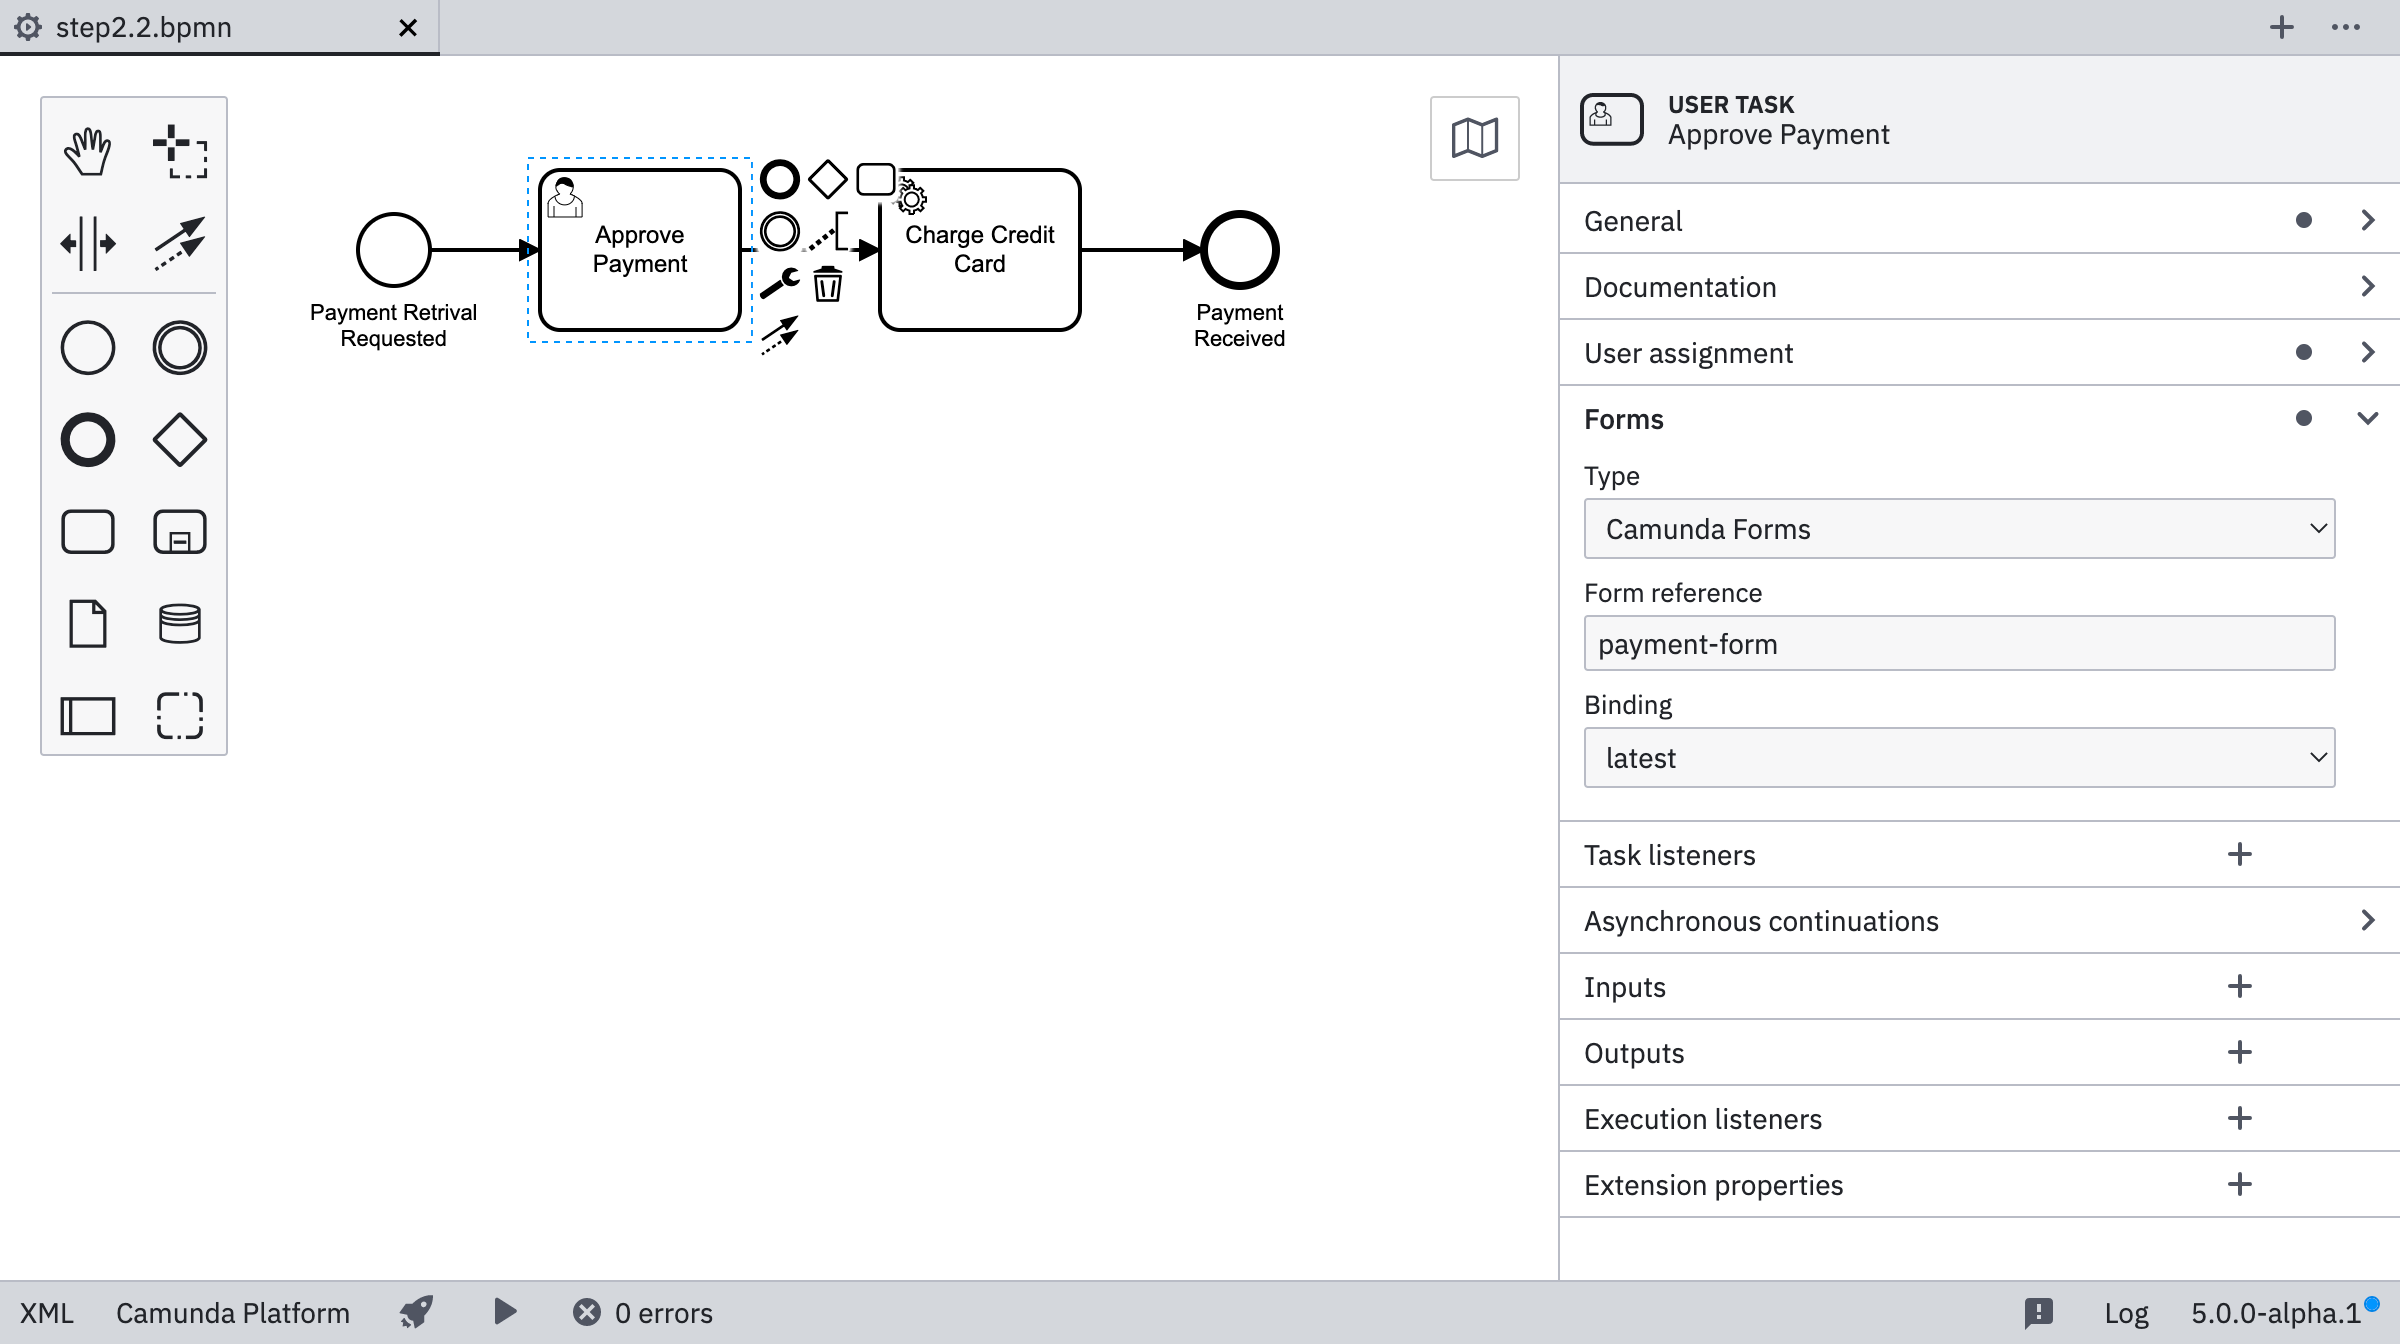 step2.2.bpmn
Payment Retrival
Requested
Approve
Payment
Charge Credit
Card
Payment
Received
USER TASK
Approve Payment
General
Documentation
User assignment
Forms
Type
Camunda Forms
Form reference
payment-form
Binding
latest
Task listeners
Asynchronous continuations
Inputs
Outputs
Execution listeners
Extension properties
XML Camunda Platform 0 errors Log 5.0.0-alpha.1